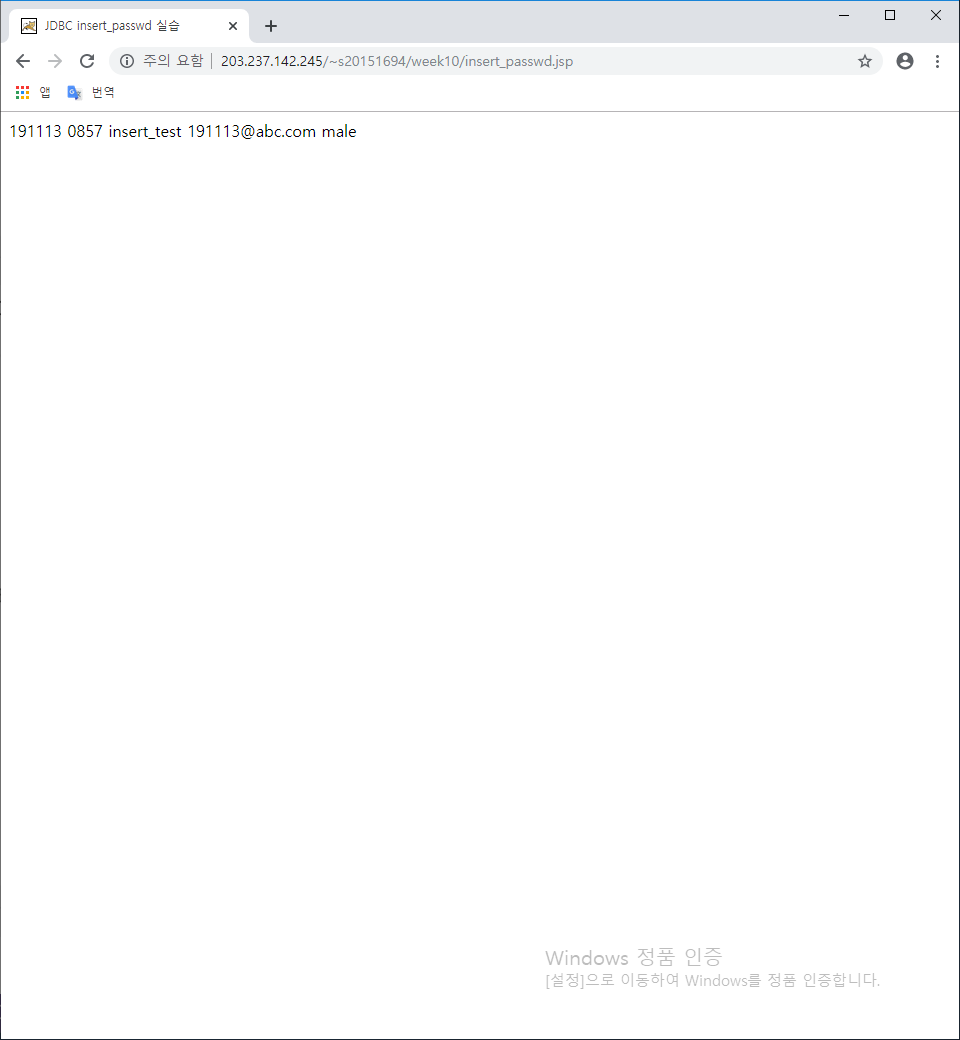 JDBC insert_passwd 실습
주의 요함 | 203.237.142.245/~s20151694/week10/insert_passwd.jsp
앱 번역
191113 0857 insert_test 191113@abc.com male
Windows 정품 인증
[설정]으로 이동하여 Windows를 정품 인증합니다.